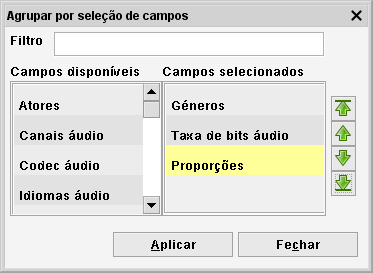 Agrupar por seleção de campos
Filtro
Campos disponíveis
Campos selecionados
Atores
Géneros
Canais áudio
Taxa de bits áudio
Codec áudio
Proporções
Idiomas áudio
Aplicar
Fechar